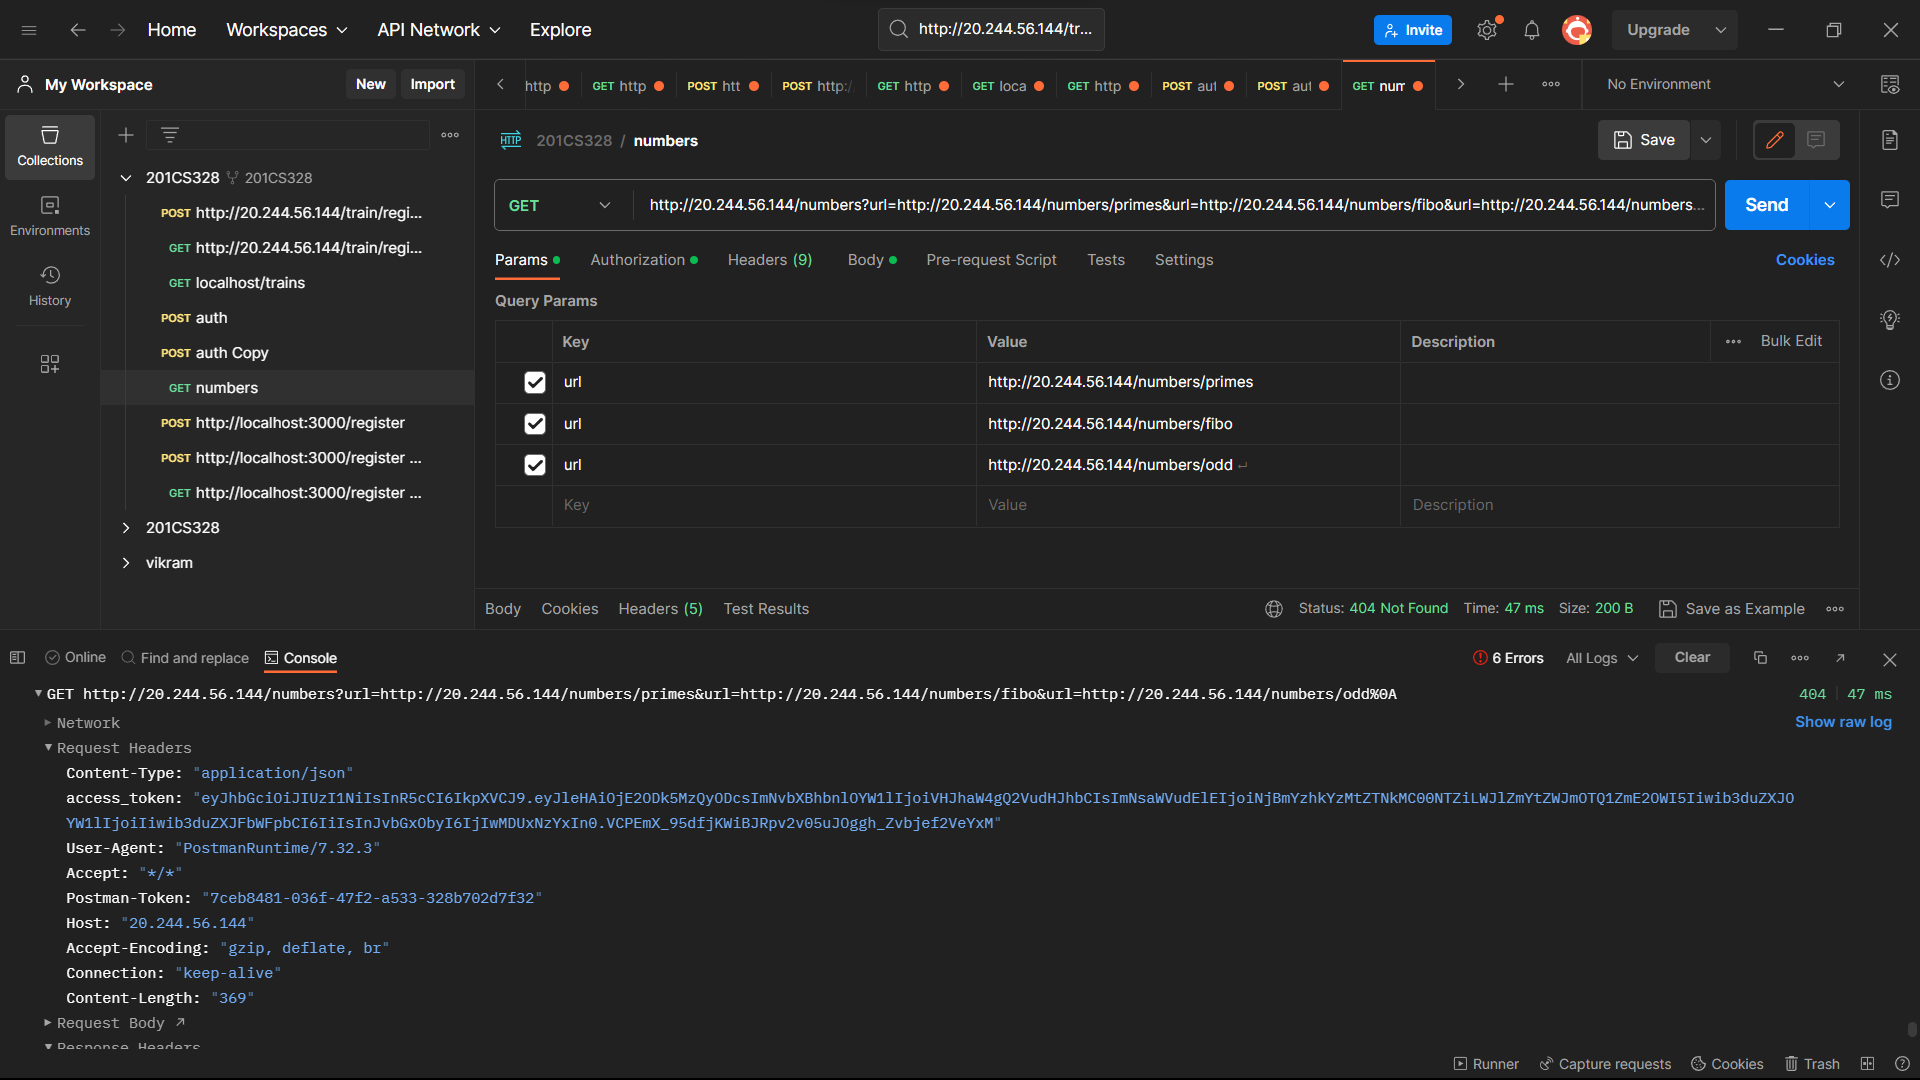 Home
Workspaces
API Network
Explore
http://20.244.56.144/tr...
Invite
Upgrade
My Workspace
New
Import
http
GET http
POST htt
POST http:/
GET http
GET loca
GET http
POST aut
POST aut
GET num
No Environment
Collections
Environments
History
201CS328 201CS328
POST http://20.244.56.144/train/regi...
GET http://20.244.56.144/train/regi...
GET localhost/trains
POST auth
POST auth Copy
GET numbers
POST http://localhost:3000/register
POST http://localhost:3000/register ...
GET http://localhost:3000/register ...
201CS328
vikram
HTTP 201CS328 / numbers
Save
GET
http://20.244.56.144/numbers?url=http://20.244.56.144/numbers/primes&url=http://20.244.56.144/numbers/fibo&url=http://20.244.56.144/numbers...
Send
Params
Authorization
Headers (9)
Body
Pre-request Script
Tests
Settings
Cookies
Query Params
Key Value Description Bulk Edit
url http://20.244.56.144/numbers/primes
url http://20.244.56.144/numbers/fibo
url http://20.244.56.144/numbers/odd ↵
Key Value Description
Body Cookies Headers (5) Test Results
Status: 404 Not Found Time: 47 ms Size: 200 B
Save as Example
Online
Find and replace
Console
6 Errors
All Logs
Clear
GET http://20.244.56.144/numbers?url=http://20.244.56.144/numbers/primes&url=http://20.244.56.144/numbers/fibo&url=http://20.244.56.144/numbers/odd%0A
404 47 ms
Network
Show raw log
Request Headers
Content-Type: "application/json"
access_token: "eyJhbGciOiJIUzI1NiIsInR5cCI6IkpXVCJ9.eyJleHAiOjE2ODk5MzQyODcsImNvbXBhbnlOYW1lIjoiVHJhaW4gQ2VudHJhbCIsImNsaWVudElEIjoiNjBmYzhkYzMtZTNkMC00NTZiLWJlZmYtZWJmOTQ1ZmE2OWI5Iiwib3duZXJO
YW1lIjoiIiwib3duZXJFbWFpbCI6IiIsInJvbGxObyI6IjIwMDUxNzYxIn0.VCPEmX_95dfjKWiBJRpv2v05uJOggh_Zvbjef2VeYxM"
User-Agent: "PostmanRuntime/7.32.3"
Accept: "*/*"
Postman-Token: "7ceb8481-036f-47f2-a533-328b702d7f32"
Host: "20.244.56.144"
Accept-Encoding: "gzip, deflate, br"
Connection: "keep-alive"
Content-Length: "369"
Request Body
Response Headers
Runner
Capture requests
Cookies
Trash